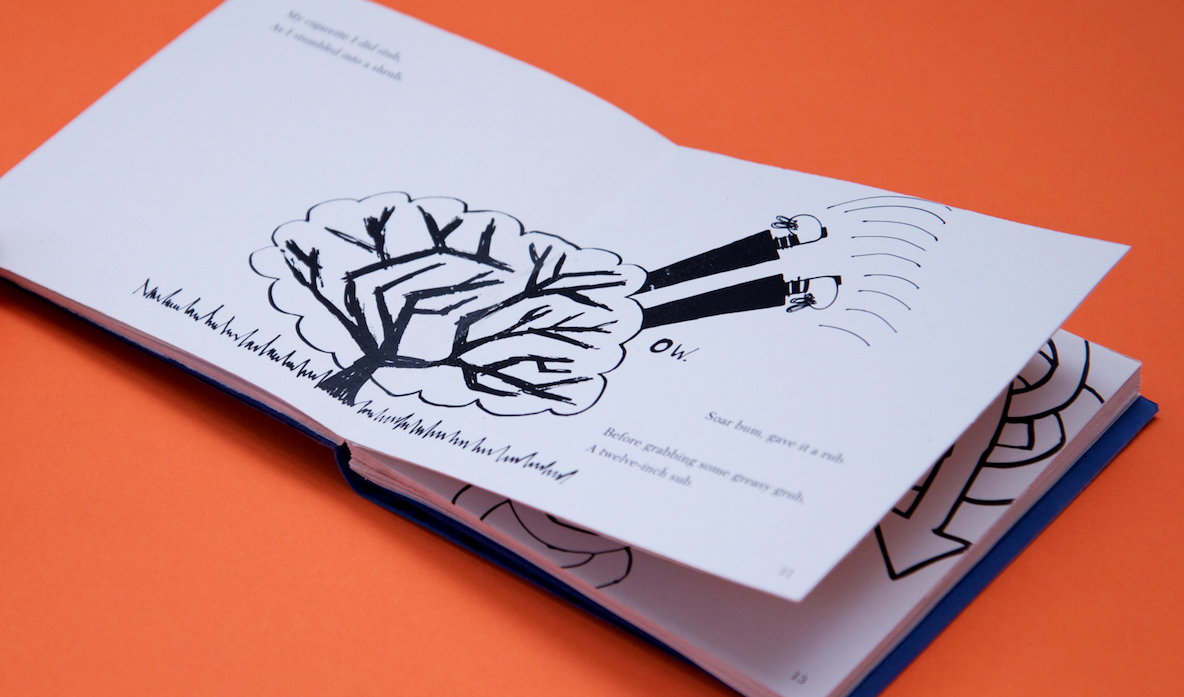 My cigarette I did stub,
As I stumbled into a shrub.
OW.
Soar bum, gave it a rub.
Before grabbing some greasy grub,
A twelve-inch sub.
11
13